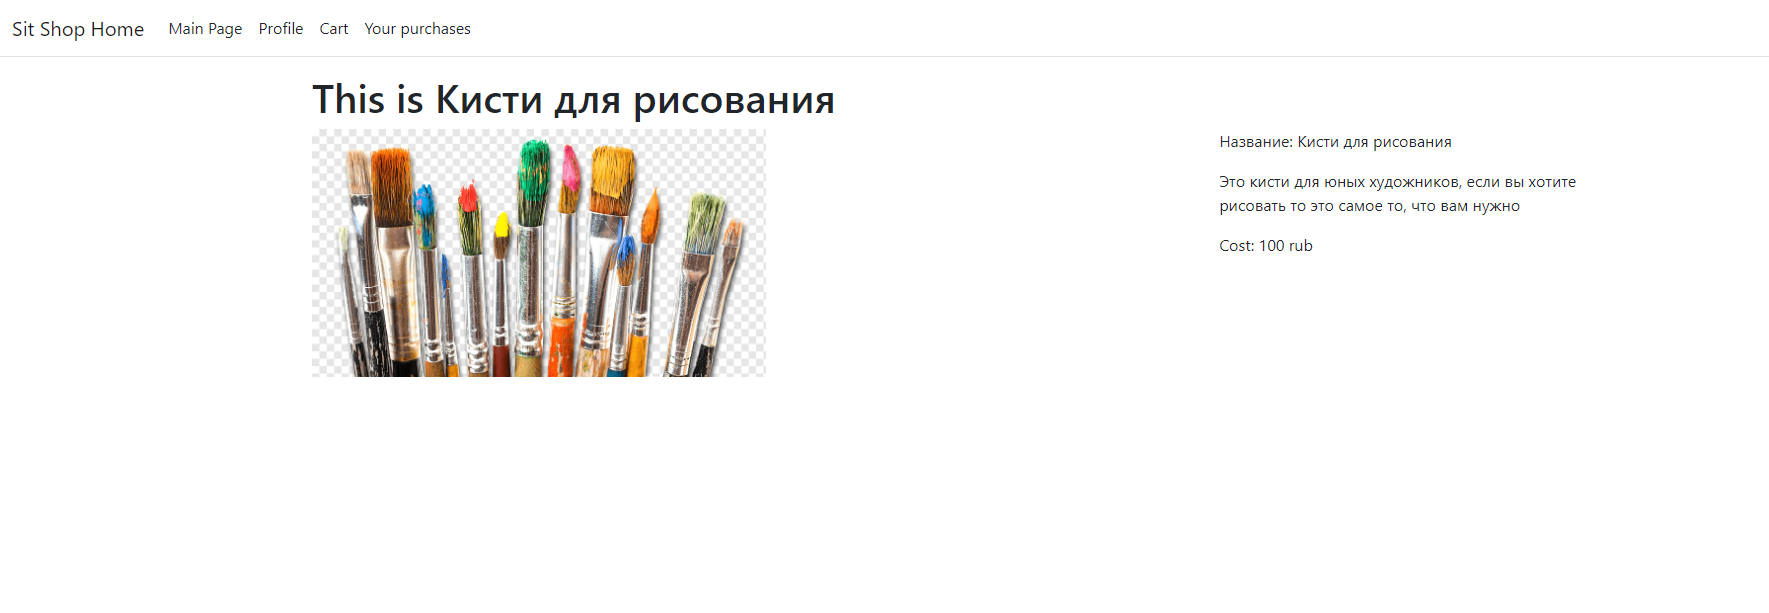 Sit Shop Home Main Page Profile Cart Your purchases
This is Кисти для рисования
Название: Кисти для рисования
Это кисти для юных художников, если вы хотите
рисовать то это самое то, что вам нужно
Cost: 100 rub